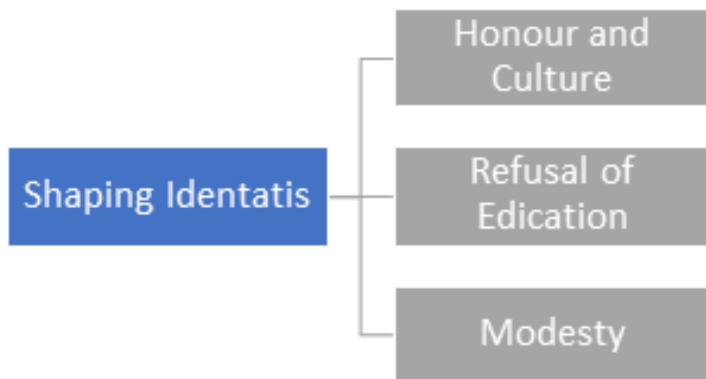 Shaping Identatis
Honour and
Culture
Refusal of
Edication
Modesty